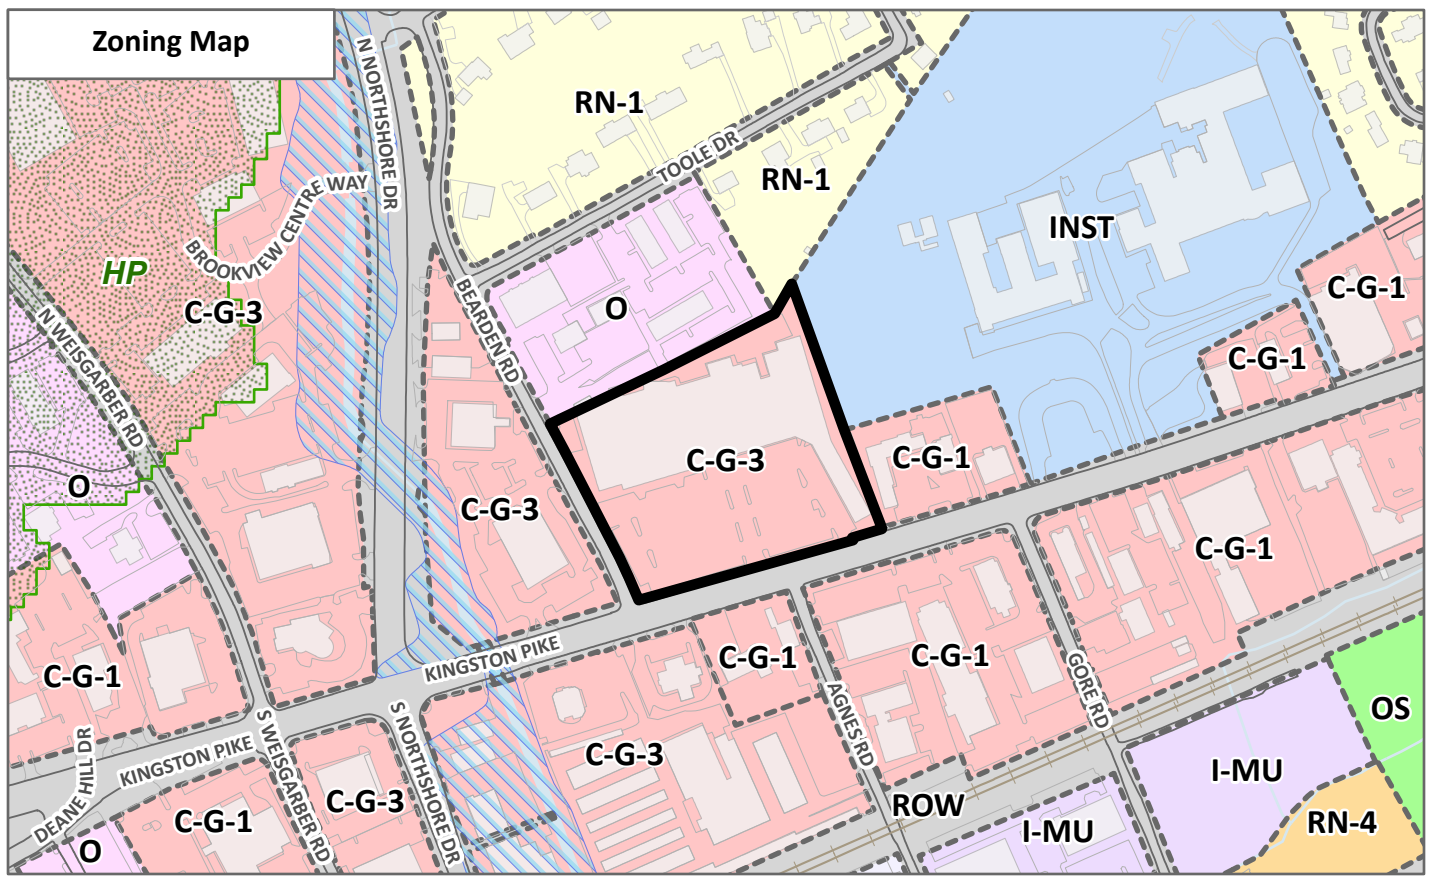 Zoning Map
N NORTHSHORE DR
RN-1
TOOLE DR
RN-1
BROOKVIEW CENTRE WAY
INST
HP
C-G-3
N WEISGARBER RD
BEARDEN RD
O
C-G-1
C-G-1
C-G-3
C-G-1
O
C-G-3
C-G-1
KINGSTON PIKE
C-G-1
C-G-1
C-G-1
GORE RD
AGNES RD
OS
S WEISGARBER RD
S NORTHSHORE DR
KINGSTON PIKE
DEANE HILL DR
C-G-3
I-MU
C-G-3
C-G-1
ROW
RN-4
I-MU
O